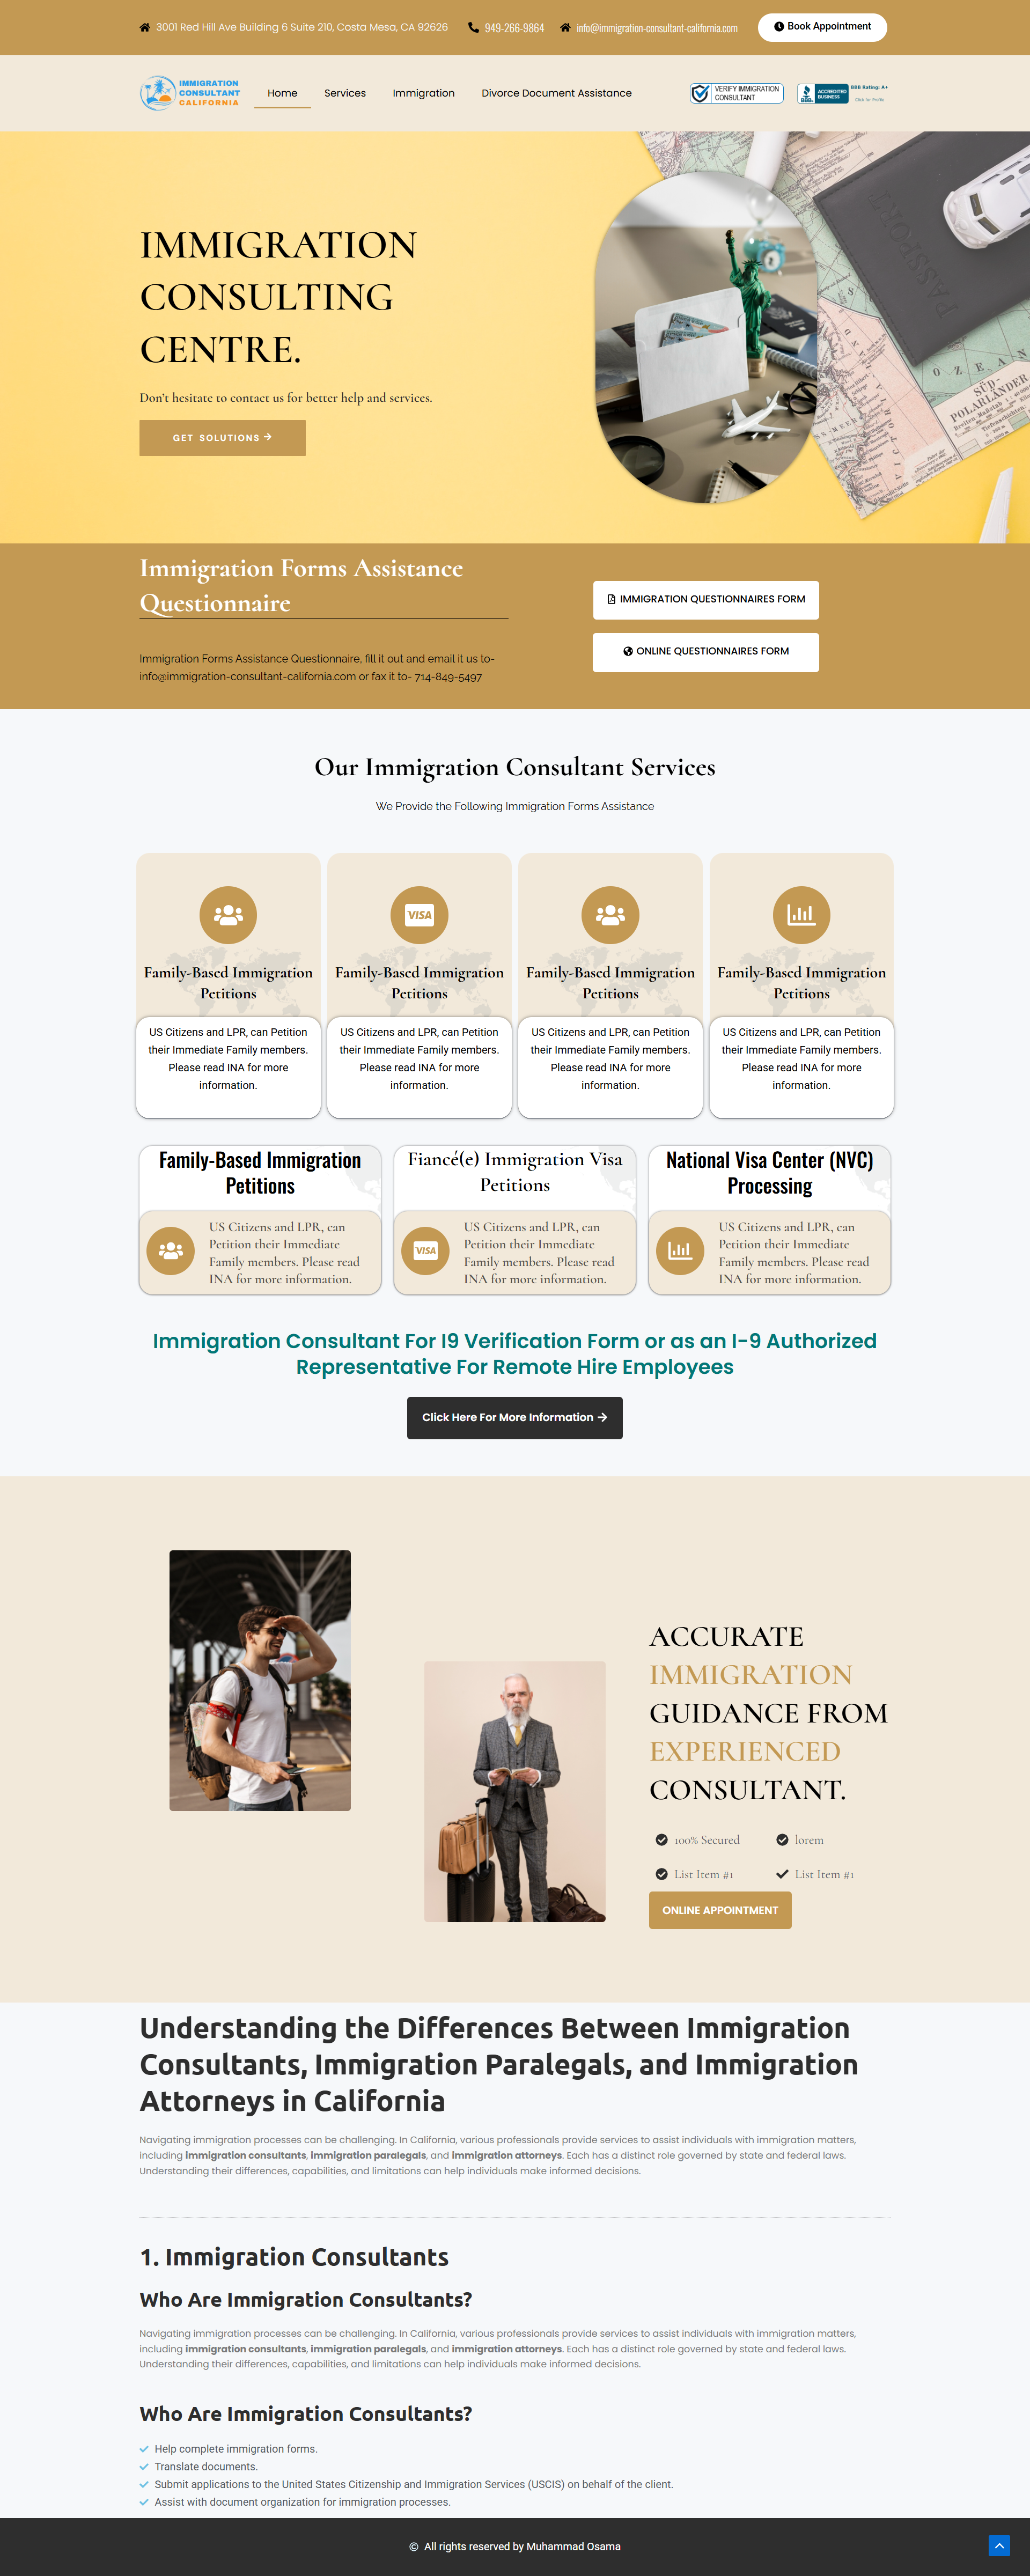 3001 Red Hill Ave Building 6 Suite 210, Costa Mesa, CA 92626
949-266-9864
info@immigration-consultant-california.com
Book Appointment
IMMIGRATION
CONSULTANT
CALIFORNIA
Home
Services
Immigration
Divorce Document Assistance
VERIFY IMMIGRATION
CONSULTANT
BBB
ACCREDITED
BUSINESS
BBB Rating: A+
Click for Profile
IMMIGRATION
CONSULTING
CENTRE.
Don't hesitate to contact us for better help and services.
GET SOLUTIONS
PASSPORT
OZEAN
SÜD-
POLARLÄNDER
Immigration Forms Assistance
Questionnaire
Immigration Forms Assistance Questionnaire, fill it out and email it us to-
info@immigration-consultant-california.com or fax it to- 714-849-5497
IMMIGRATION QUESTIONNAIRES FORM
ONLINE QUESTIONNAIRES FORM
Our Immigration Consultant Services
We Provide the Following Immigration Forms Assistance
Family-Based Immigration
Petitions
US Citizens and LPR, can Petition
their Immediate Family members.
Please read INA for more
information.
VISA
Family-Based Immigration
Petitions
US Citizens and LPR, can Petition
their Immediate Family members.
Please read INA for more
information.
Family-Based Immigration
Petitions
US Citizens and LPR, can Petition
their Immediate Family members.
Please read INA for more
information.
Family-Based Immigration
Petitions
US Citizens and LPR, can Petition
their Immediate Family members.
Please read INA for more
information.
Family-Based Immigration
Petitions
US Citizens and LPR, can
Petition their Immediate
Family members. Please read
INA for more information.
Fiancé(e) Immigration Visa
Petitions
VISA
US Citizens and LPR, can
Petition their Immediate
Family members. Please read
INA for more information.
National Visa Center (NVC)
Processing
US Citizens and LPR, can
Petition their Immediate
Family members. Please read
INA for more information.
Immigration Consultant For I9 Verification Form or as an I-9 Authorized
Representative For Remote Hire Employees
Click Here For More Information
ACCURATE
IMMIGRATION
GUIDANCE FROM
EXPERIENCED
CONSULTANT.
100% Secured
lorem
List Item #1
List Item #1
ONLINE APPOINTMENT
Understanding the Differences Between Immigration
Consultants, Immigration Paralegals, and Immigration
Attorneys in California
Navigating immigration processes can be challenging. In California, various professionals provide services to assist individuals with immigration matters,
including immigration consultants, immigration paralegals, and immigration attorneys. Each has a distinct role governed by state and federal laws.
Understanding their differences, capabilities, and limitations can help individuals make informed decisions.
1. Immigration Consultants
Who Are Immigration Consultants?
Navigating immigration processes can be challenging. In California, various professionals provide services to assist individuals with immigration matters,
including immigration consultants, immigration paralegals, and immigration attorneys. Each has a distinct role governed by state and federal laws.
Understanding their differences, capabilities, and limitations can help individuals make informed decisions.
Who Are Immigration Consultants?
Help complete immigration forms.
Translate documents.
Submit applications to the United States Citizenship and Immigration Services (USCIS) on behalf of the client.
Assist with document organization for immigration processes.
© All rights reserved by Muhammad Osama